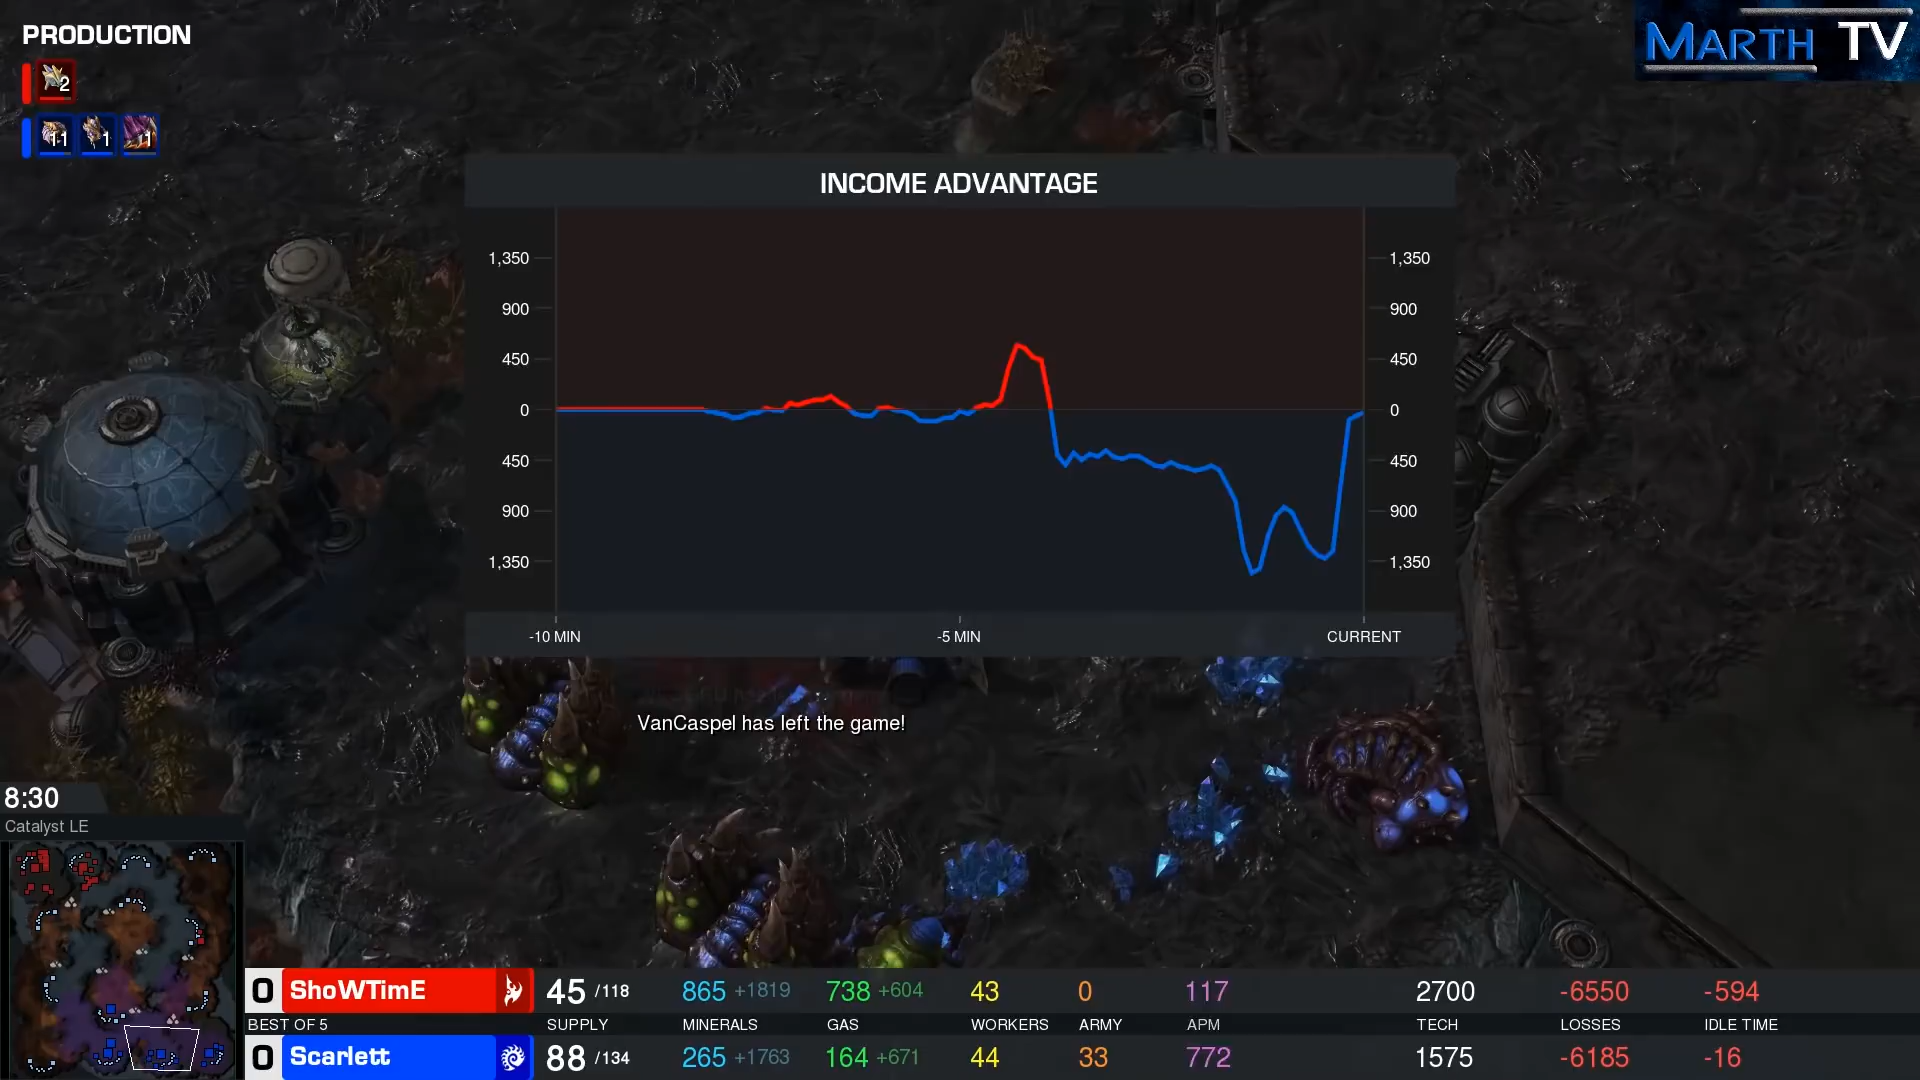 PRODUCTION
MARTH TV
2
11 1 1
INCOME ADVANTAGE
1,350 1,350
900 900
450 450
0 0
450 450
900 900
1,350 1,350
-10 MIN -5 MIN CURRENT
VanCaspel has left the game!
8:30
Catalyst LE
0 ShoWTimE 45 /118 865 +1819 738 +604 43 0 117 2700 -6550 -594
BEST OF 5 SUPPLY MINERALS GAS WORKERS ARMY APM TECH LOSSES IDLE TIME
0 Scarlett 88 /134 265 +1763 164 +671 44 33 772 1575 -6185 -16